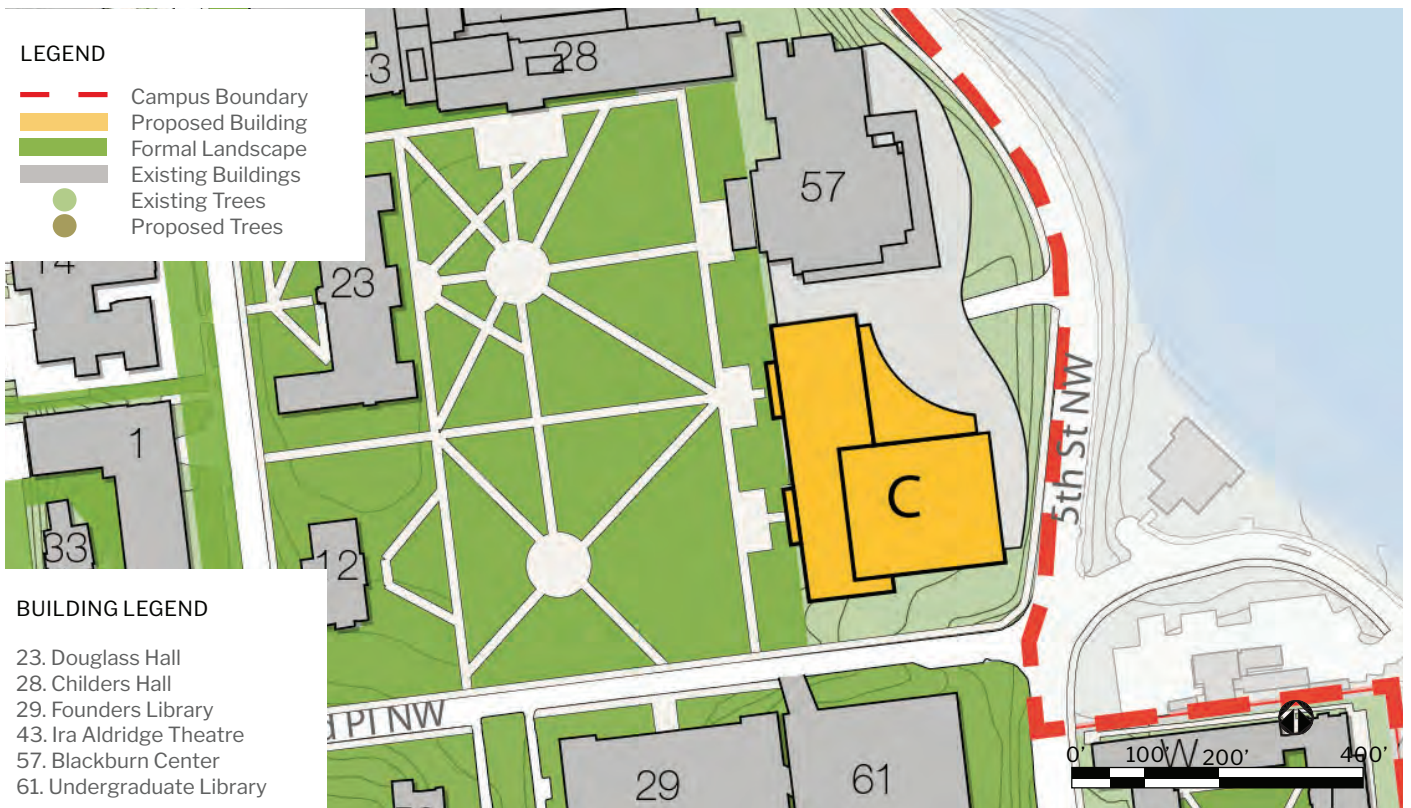 LEGEND
Campus Boundary
Proposed Building
Formal Landscape
Existing Buildings
Existing Trees
Proposed Trees
28
57
23
1
33
12
C
5th St NW
Pl NW
29
61
W
0' 100' 200' 400'
BUILDING LEGEND
23. Douglass Hall
28. Childers Hall
29. Founders Library
43. Ira Aldridge Theatre
57. Blackburn Center
61. Undergraduate Library